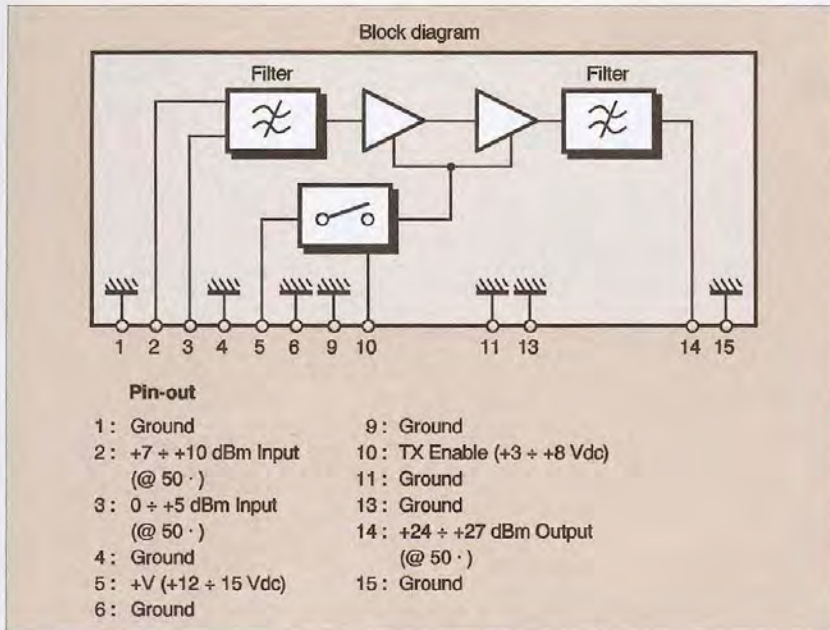 Block diagram
Filter
Filter
1 2 3 4 5 6 9 10 11 13 14 15
Pin-out
1 : Ground
2 : +7 ÷ +10 dBm Input
(@ 50 · )
3 : 0 ÷ +5 dBm Input
(@ 50 · )
4 : Ground
5 : +V (+12 ÷ 15 Vdc)
6 : Ground
9 : Ground
10 : TX Enable (+3 ÷ +8 Vdc)
11 : Ground
13 : Ground
14 : +24 ÷ +27 dBm Output
(@ 50 · )
15 : Ground